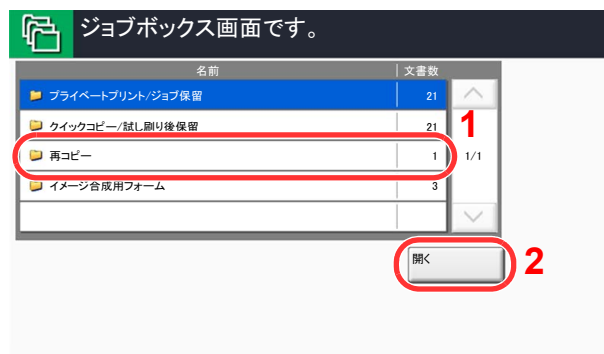 ジョブボックス画面です。
名前 文書数
プライベートプリント/ジョブ保留 21
クイックコピー/試し刷り後保留 21
1
再コピー 1 1/1
イメージ合成用フォーム 3
開く 2